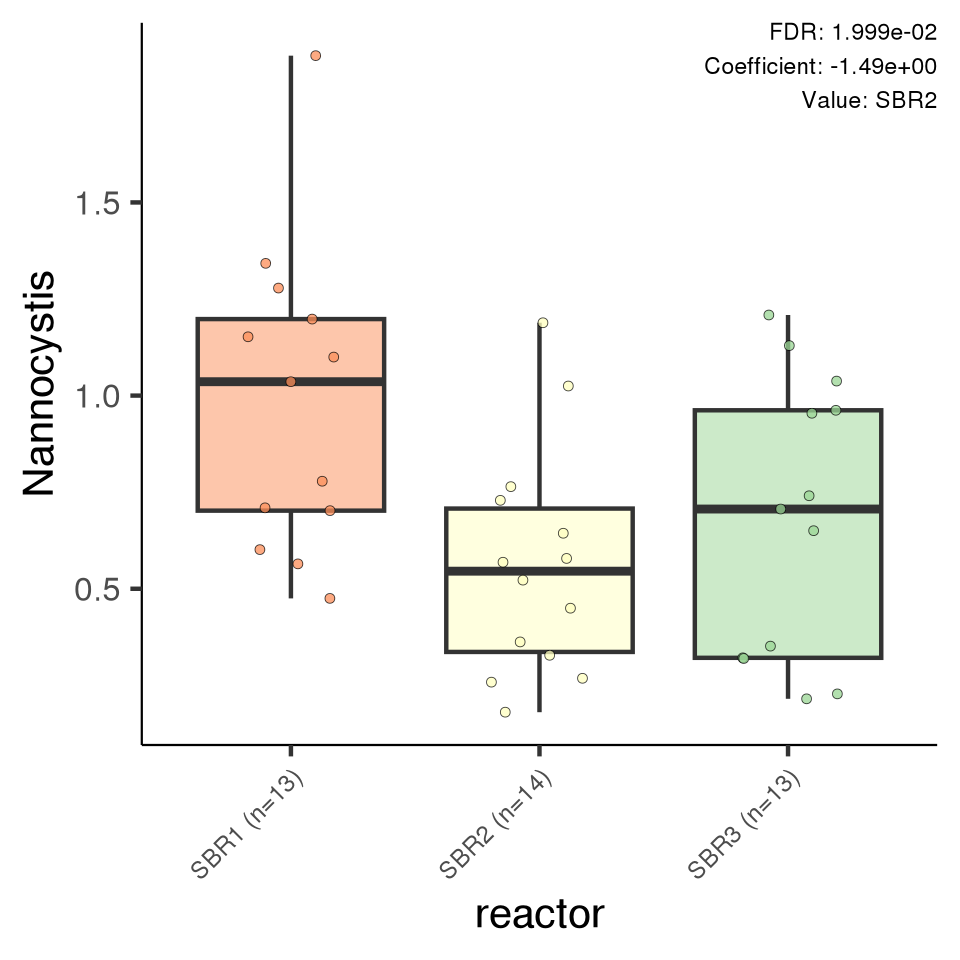 FDR: 1.999e-02
Coefficient: -1.49e+00
Value: SBR2
Nannocystis
1.5
1.0
0.5
SBR1 (n=13)
SBR2 (n=14)
SBR3 (n=13)
reactor